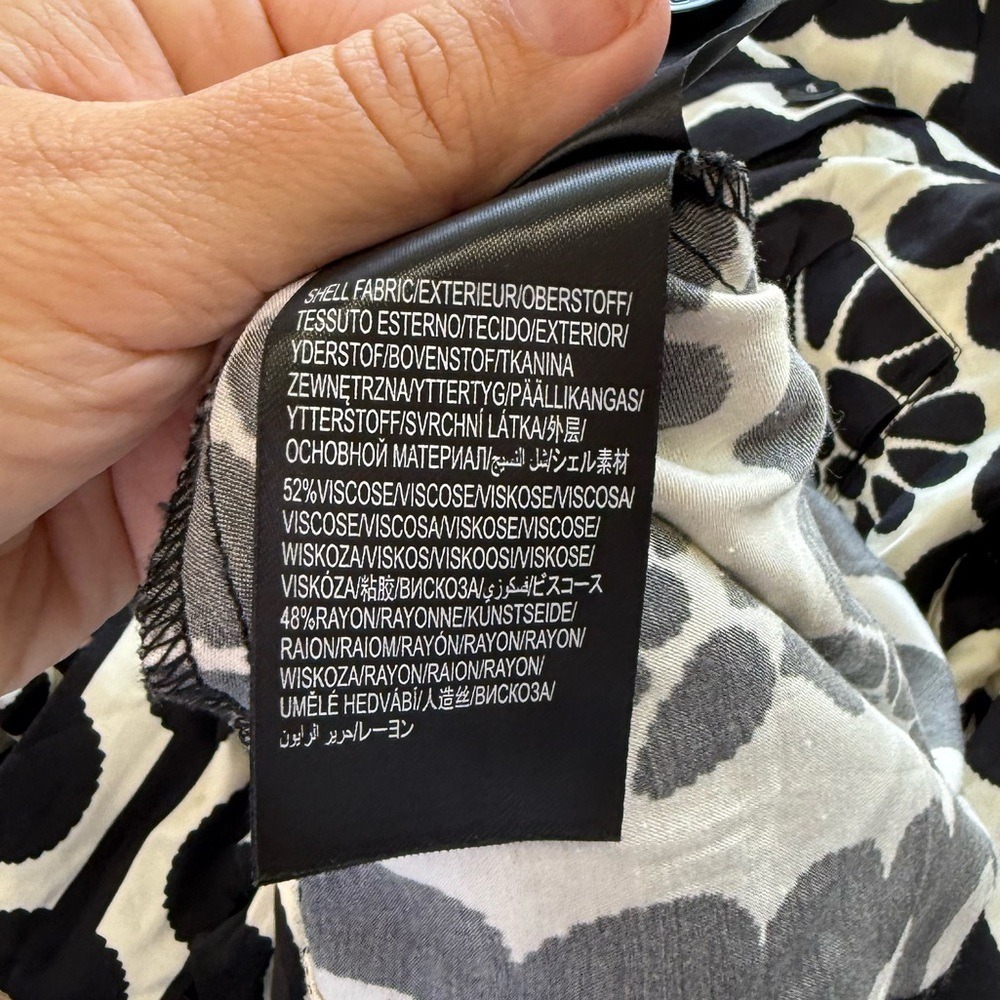 SHELL FABRIC/EXTERIEUR/OBERSTOFF/
TESSUTO ESTERNO/TECIDO/EXTERIOR/
YDERSTOF/BOVENSTOF/TKANINA
ZEWNĘTRZNA/YTTERTYG/PÄÄLLIKANGAS/
YTTERSTOFF/SVRCHNÍ LÁTKA/外层/
ОСНОВНОЙ МАТЕРИАЛ/شل النسيج/シェル素材
52%VISCOSE/VISCOSE/VISKOSE/VISCOSA/
VISCOSE/VISCOSA/VISKOSE/VISCOSE/
WISKOZA/VISKOS/VISKOOSI/VISKOSE/
VISKÓZA/粘胶/ВИСКОЗА/فسكوزي/ビスコース
48%RAYON/RAYONNE/KUNSTSEIDE/
RAION/RAIOM/RAYÓN/RAYON/RAYON/
WISKOZA/RAYON/RAION/RAYON/
UMĚLÉ HEDVÁBÍ/人造丝/ВИСКОЗА/
حرير الرايون/レーヨン